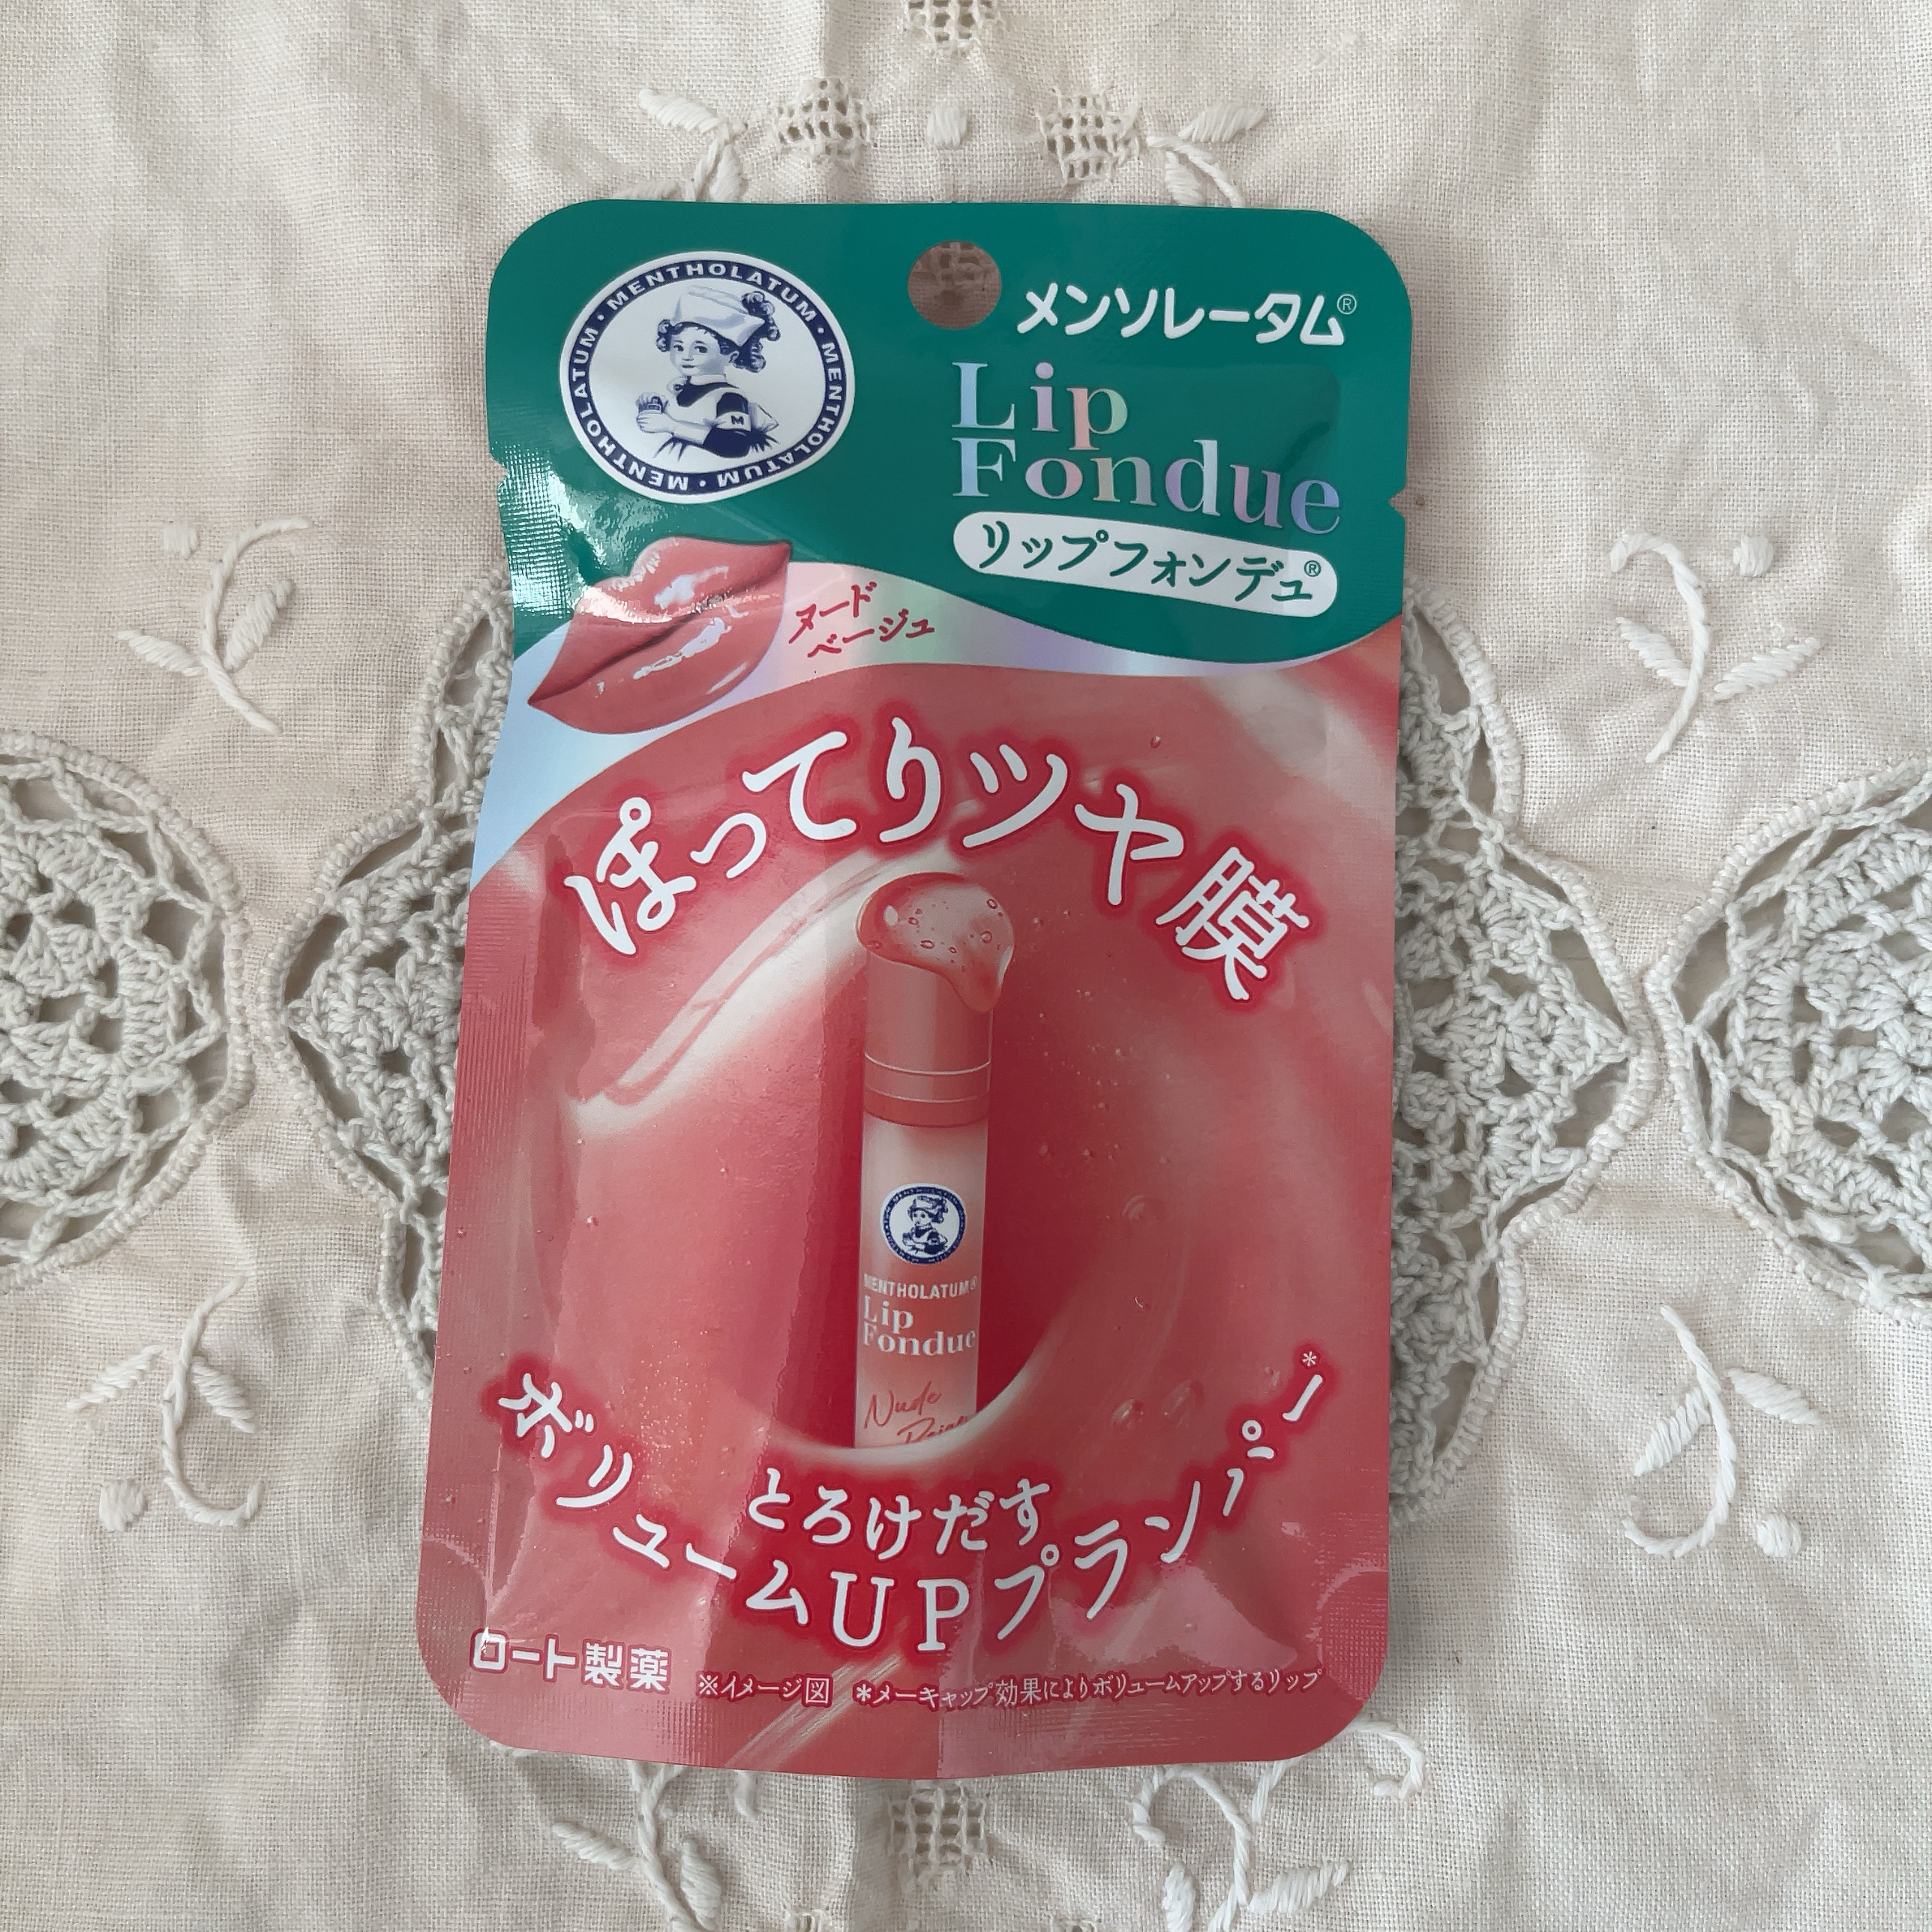 MENTHOLATUM・MENTHOLATUM・MENTHOLATUM・MENTHOLATUM・
M
メンソレータム®
Lip
Fondue
リップフォンデュ®
ヌード
ベージュ
ぽってりツヤ膜
MENTHOLATUM®
Lip
Fondue
Nude
とろけだす
ボリュームUPプランパー*
ロート製薬
※イメージ図 *メーキャップ効果によりボリュームアップするリップ